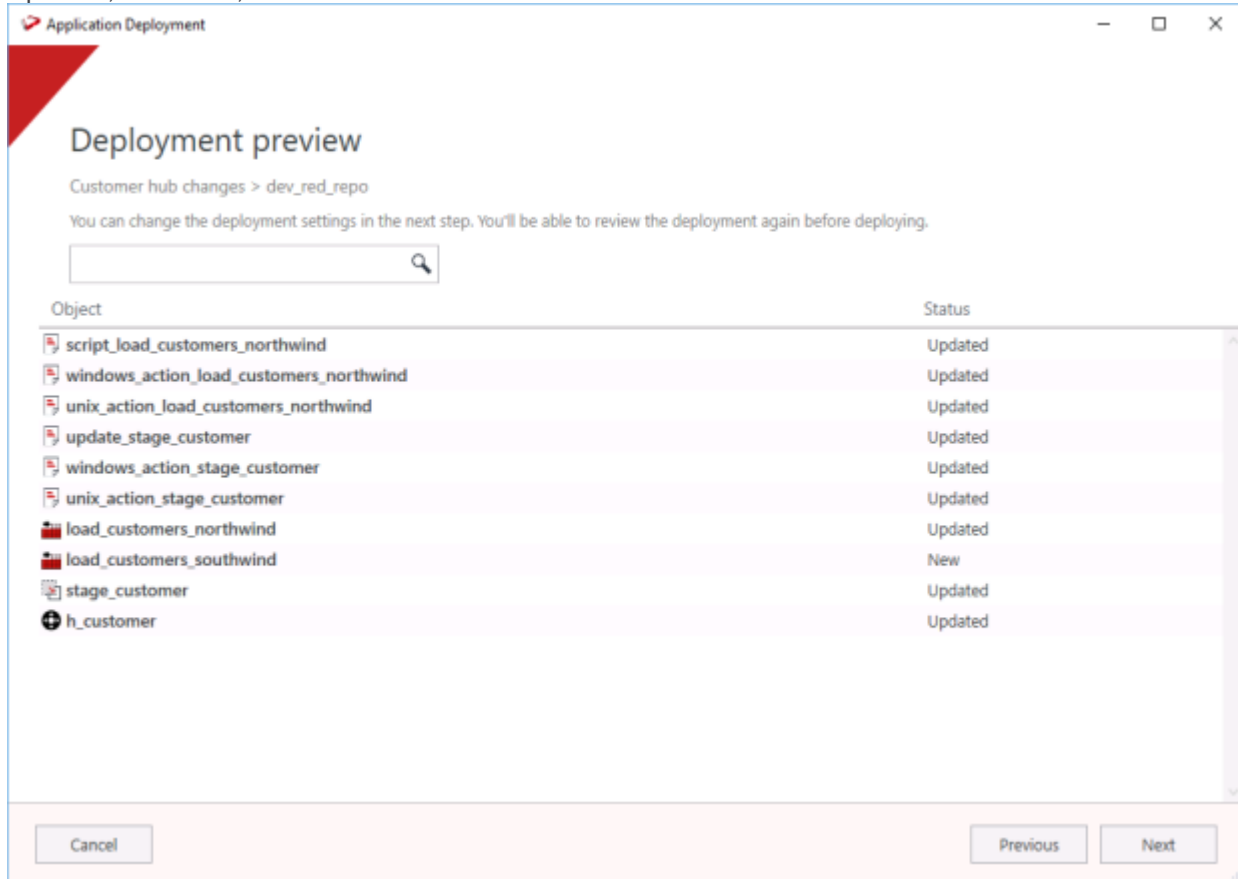 Application Deployment
Deployment preview
Customer hub changes > dev_red_repo
You can change the deployment settings in the next step. You'll be able to review the deployment again before deploying.
Object Status
script_load_customers_northwind Updated
windows_action_load_customers_northwind Updated
unix_action_load_customers_northwind Updated
update_stage_customer Updated
windows_action_stage_customer Updated
unix_action_stage_customer Updated
load_customers_northwind Updated
load_customers_southwind New
stage_customer Updated
h_customer Updated
Cancel Previous Next